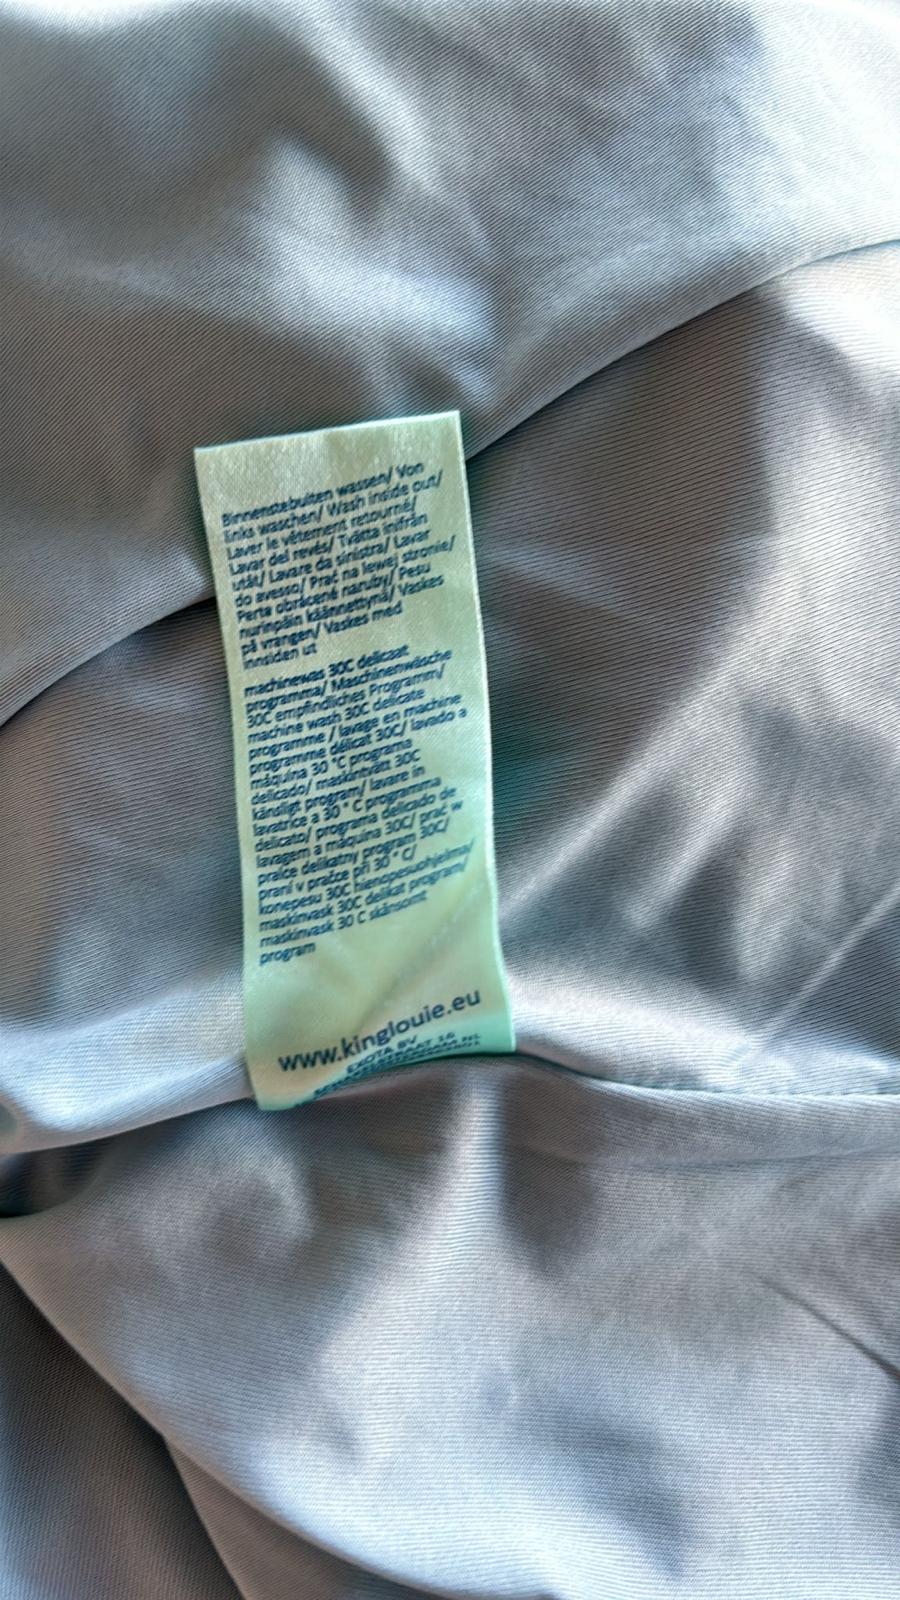 Binnenstebuiten wassen/ Von
links waschen/ Wash inside out/
Laver le vêtement retourné/
Lavar del revés/ Tvätta inifrån
utåt/ Lavare da sinistra/ Lavar
do avesso/ Prać na lewej stronie/
Perta obrácené naruby/ Pesu
nurinpäin käännettynä/ Vaskes
på vrangen/ Vaskes med
innsiden ut
machinewas 30C delicaat
programma/ Maschinenwäsche
30C empfindliches Programm/
machine wash 30C delicate
programme / lavage en machine
programme délicat 30C/ lavado a
máquina 30 °C programa
delicado/ maskintvätt 30C
känsligt program/ lavare in
lavatrice a 30 ° C programma
delicato/ programa delicado de
lavagem a máquina 30C/ prać w
pralce delikatny program 30C/
praní v pračce při 30 ° C/
konepesu 30C hienopesuohjelma/
maskinvask 30C delikat program/
maskinvask 30 C skånsomt
program
www.kinglouie.eu
EXOTA BV